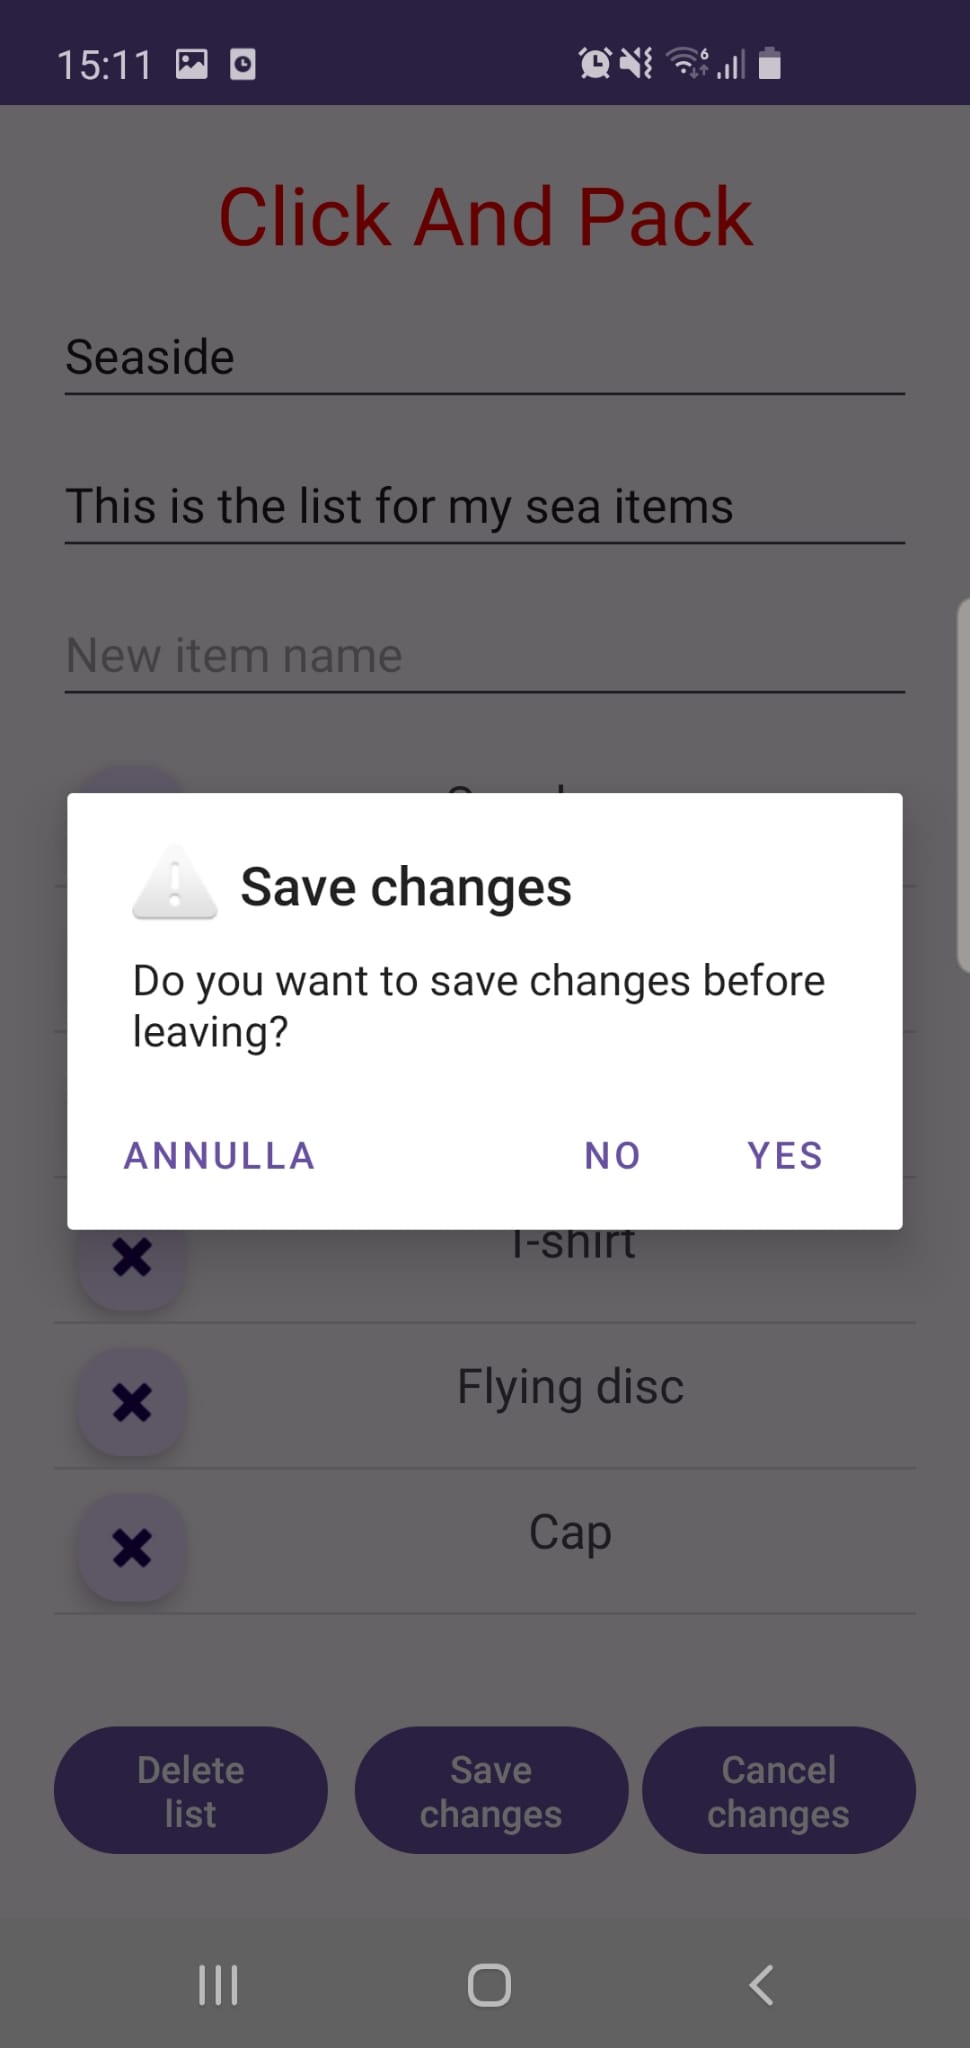 15:11
6
Click And Pack
Seaside
This is the list for my sea items
New item name
Save changes
Do you want to save changes before
leaving?
ANNULLA NO YES
T-shirt
Flying disc
Cap
Delete
list
Save
changes
Cancel
changes